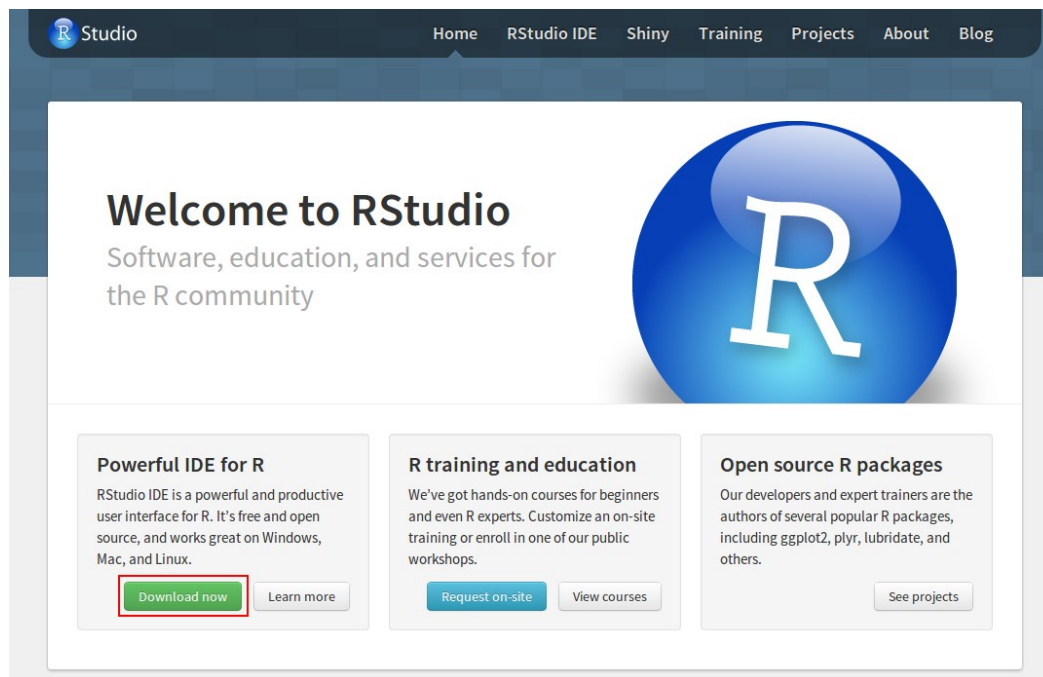 R Studio
Home RStudio IDE Shiny Training Projects About Blog
Welcome to RStudio
Software, education, and services for
the R community
R
Powerful IDE for R
RStudio IDE is a powerful and productive
user interface for R. It's free and open
source, and works great on Windows,
Mac, and Linux.
Download now Learn more
R training and education
We've got hands-on courses for beginners
and even R experts. Customize an on-site
training or enroll in one of our public
workshops.
Request on-site View courses
Open source R packages
Our developers and expert trainers are the
authors of several popular R packages,
including ggplot2, plyr, lubridate, and
others.
See projects